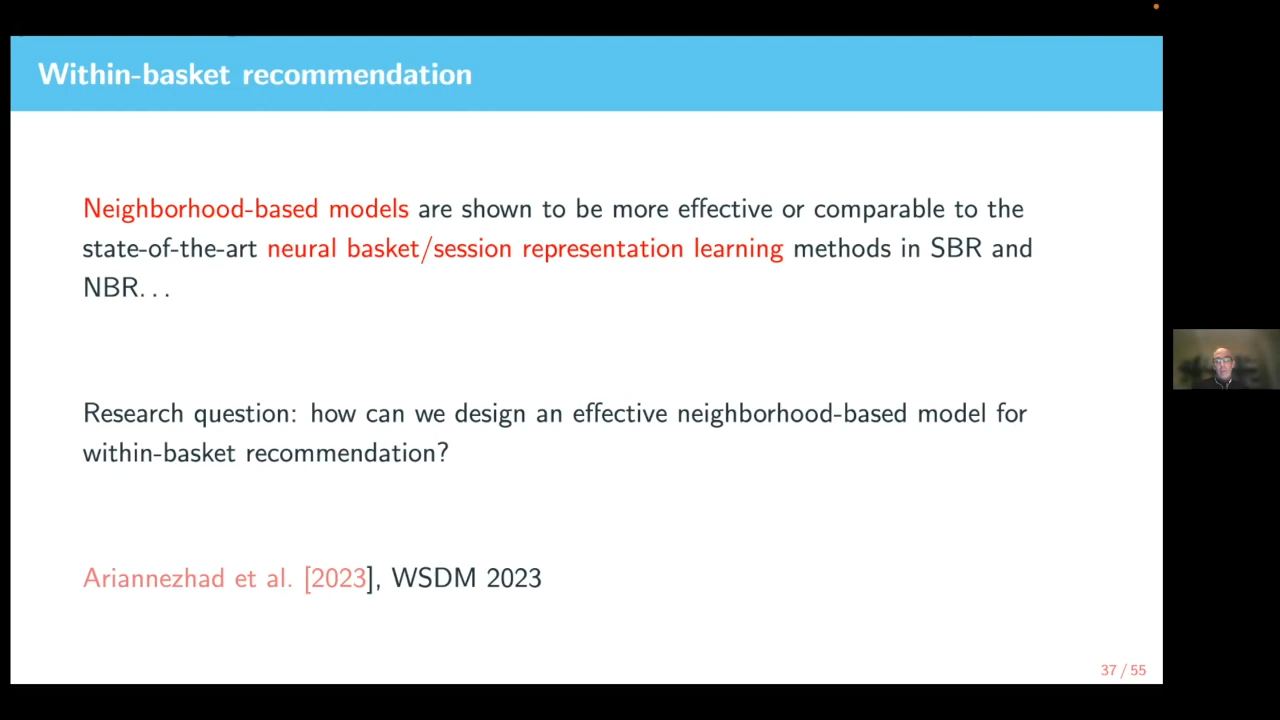 Within-basket recommendation
Neighborhood-based models are shown to be more effective or comparable to the
state-of-the-art neural basket/session representation learning methods in SBR and
NBR...
Research question: how can we design an effective neighborhood-based model for
within-basket recommendation?
Ariannezhad et al. [2023], WSDM 2023
37 / 55